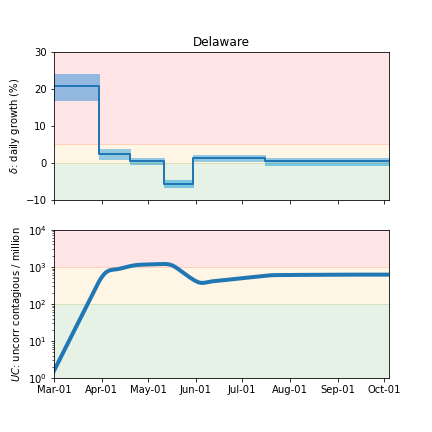 Delaware
δ: daily growth (%)
30
20
10
0
−10
UC: uncorr contagious / million
10⁴
10³
10²
10¹
10⁰
Mar-01 Apr-01 May-01 Jun-01 Jul-01 Aug-01 Sep-01 Oct-01